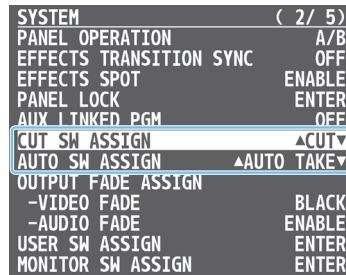 SYSTEM ( 2/ 5)
PANEL OPERATION A/B
EFFECTS TRANSITION SYNC OFF
EFFECTS SPOT ENABLE
PANEL LOCK ENTER
AUX LINKED PGM OFF
CUT SW ASSIGN ▲CUT▼
AUTO SW ASSIGN ▲AUTO TAKE▼
OUTPUT FADE ASSIGN
-VIDEO FADE BLACK
-AUDIO FADE ENABLE
USER SW ASSIGN ENTER
MONITOR SW ASSIGN ENTER